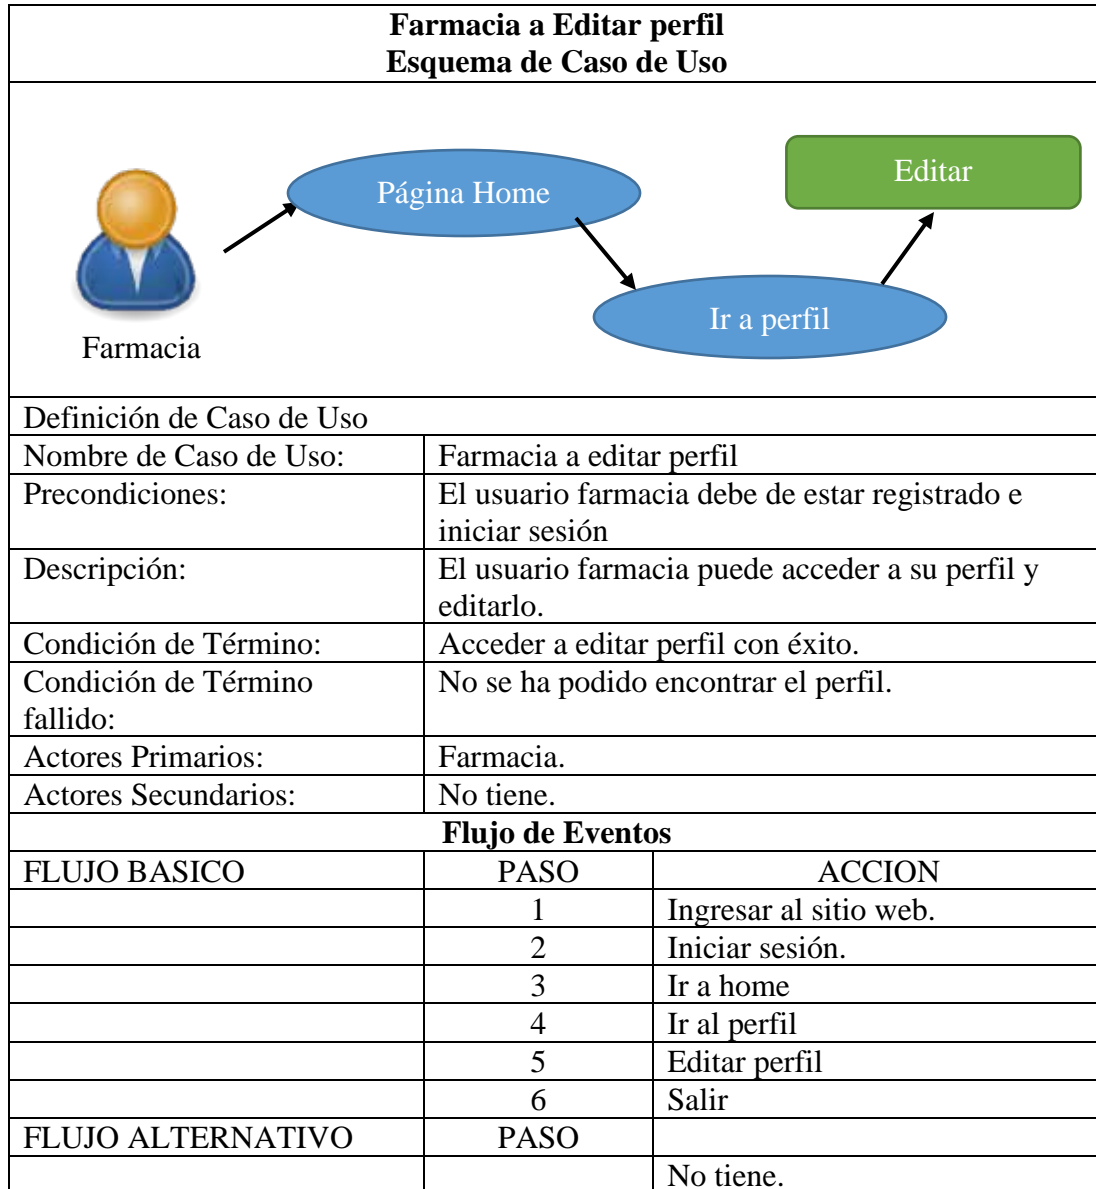 Farmacia a Editar perfil
Esquema de Caso de Uso
Editar
Página Home
Ir a perfil
Farmacia
Definición de Caso de Uso
Nombre de Caso de Uso: Farmacia a editar perfil
Precondiciones: El usuario farmacia debe de estar registrado e
iniciar sesión
Descripción: El usuario farmacia puede acceder a su perfil y
editarlo.
Condición de Término: Acceder a editar perfil con éxito.
Condición de Término No se ha podido encontrar el perfil.
fallido:
Actores Primarios: Farmacia.
Actores Secundarios: No tiene.
Flujo de Eventos
FLUJO BASICO PASO ACCION
1 Ingresar al sitio web.
2 Iniciar sesión.
3 Ir a home
4 Ir al perfil
5 Editar perfil
6 Salir
FLUJO ALTERNATIVO PASO
No tiene.